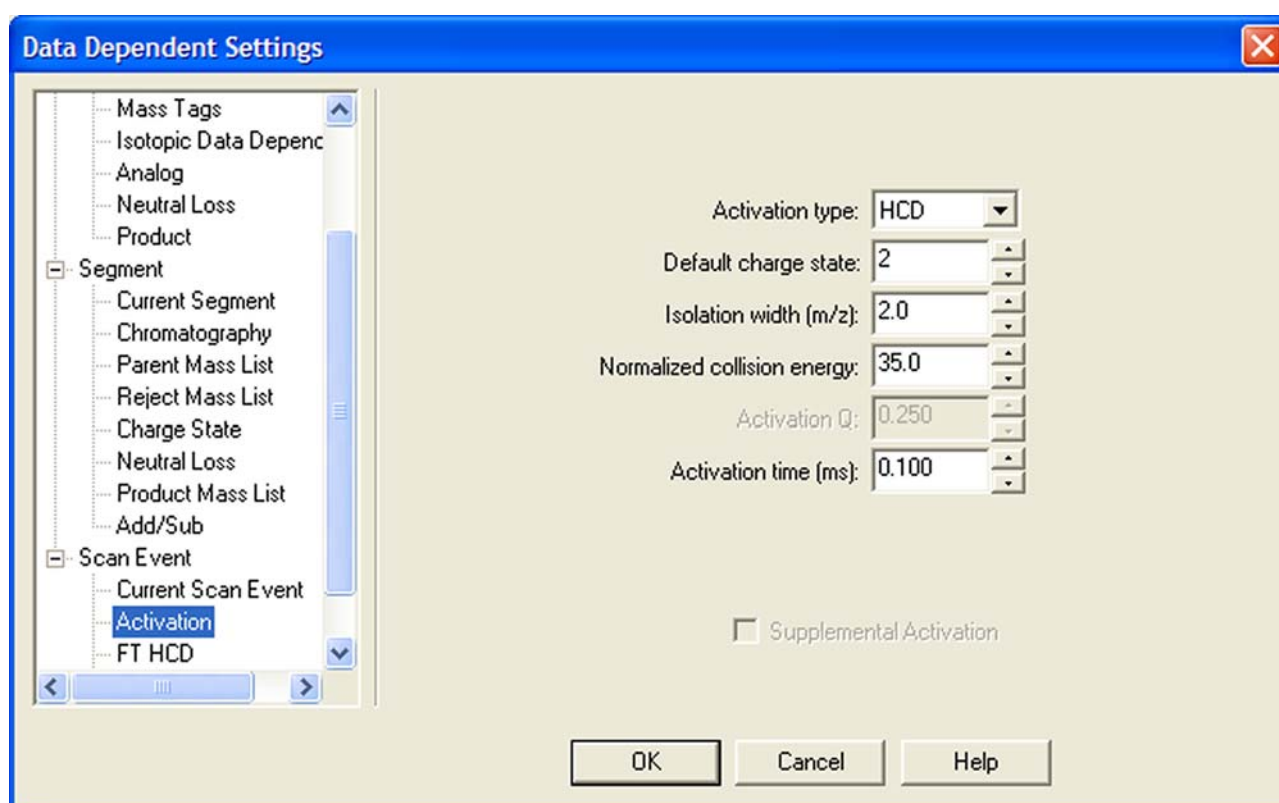 Data Dependent Settings
Mass Tags
Isotopic Data Depenc
Analog
Neutral Loss
Product
Segment
Current Segment
Chromatography
Parent Mass List
Reject Mass List
Charge State
Neutral Loss
Product Mass List
Add/Sub
Scan Event
Current Scan Event
Activation
FT HCD
Activation type: HCD
Default charge state: 2
Isolation width (m/z): 2.0
Normalized collision energy: 35.0
Activation Q: 0.250
Activation time (ms): 0.100
Supplemental Activation
OK Cancel Help